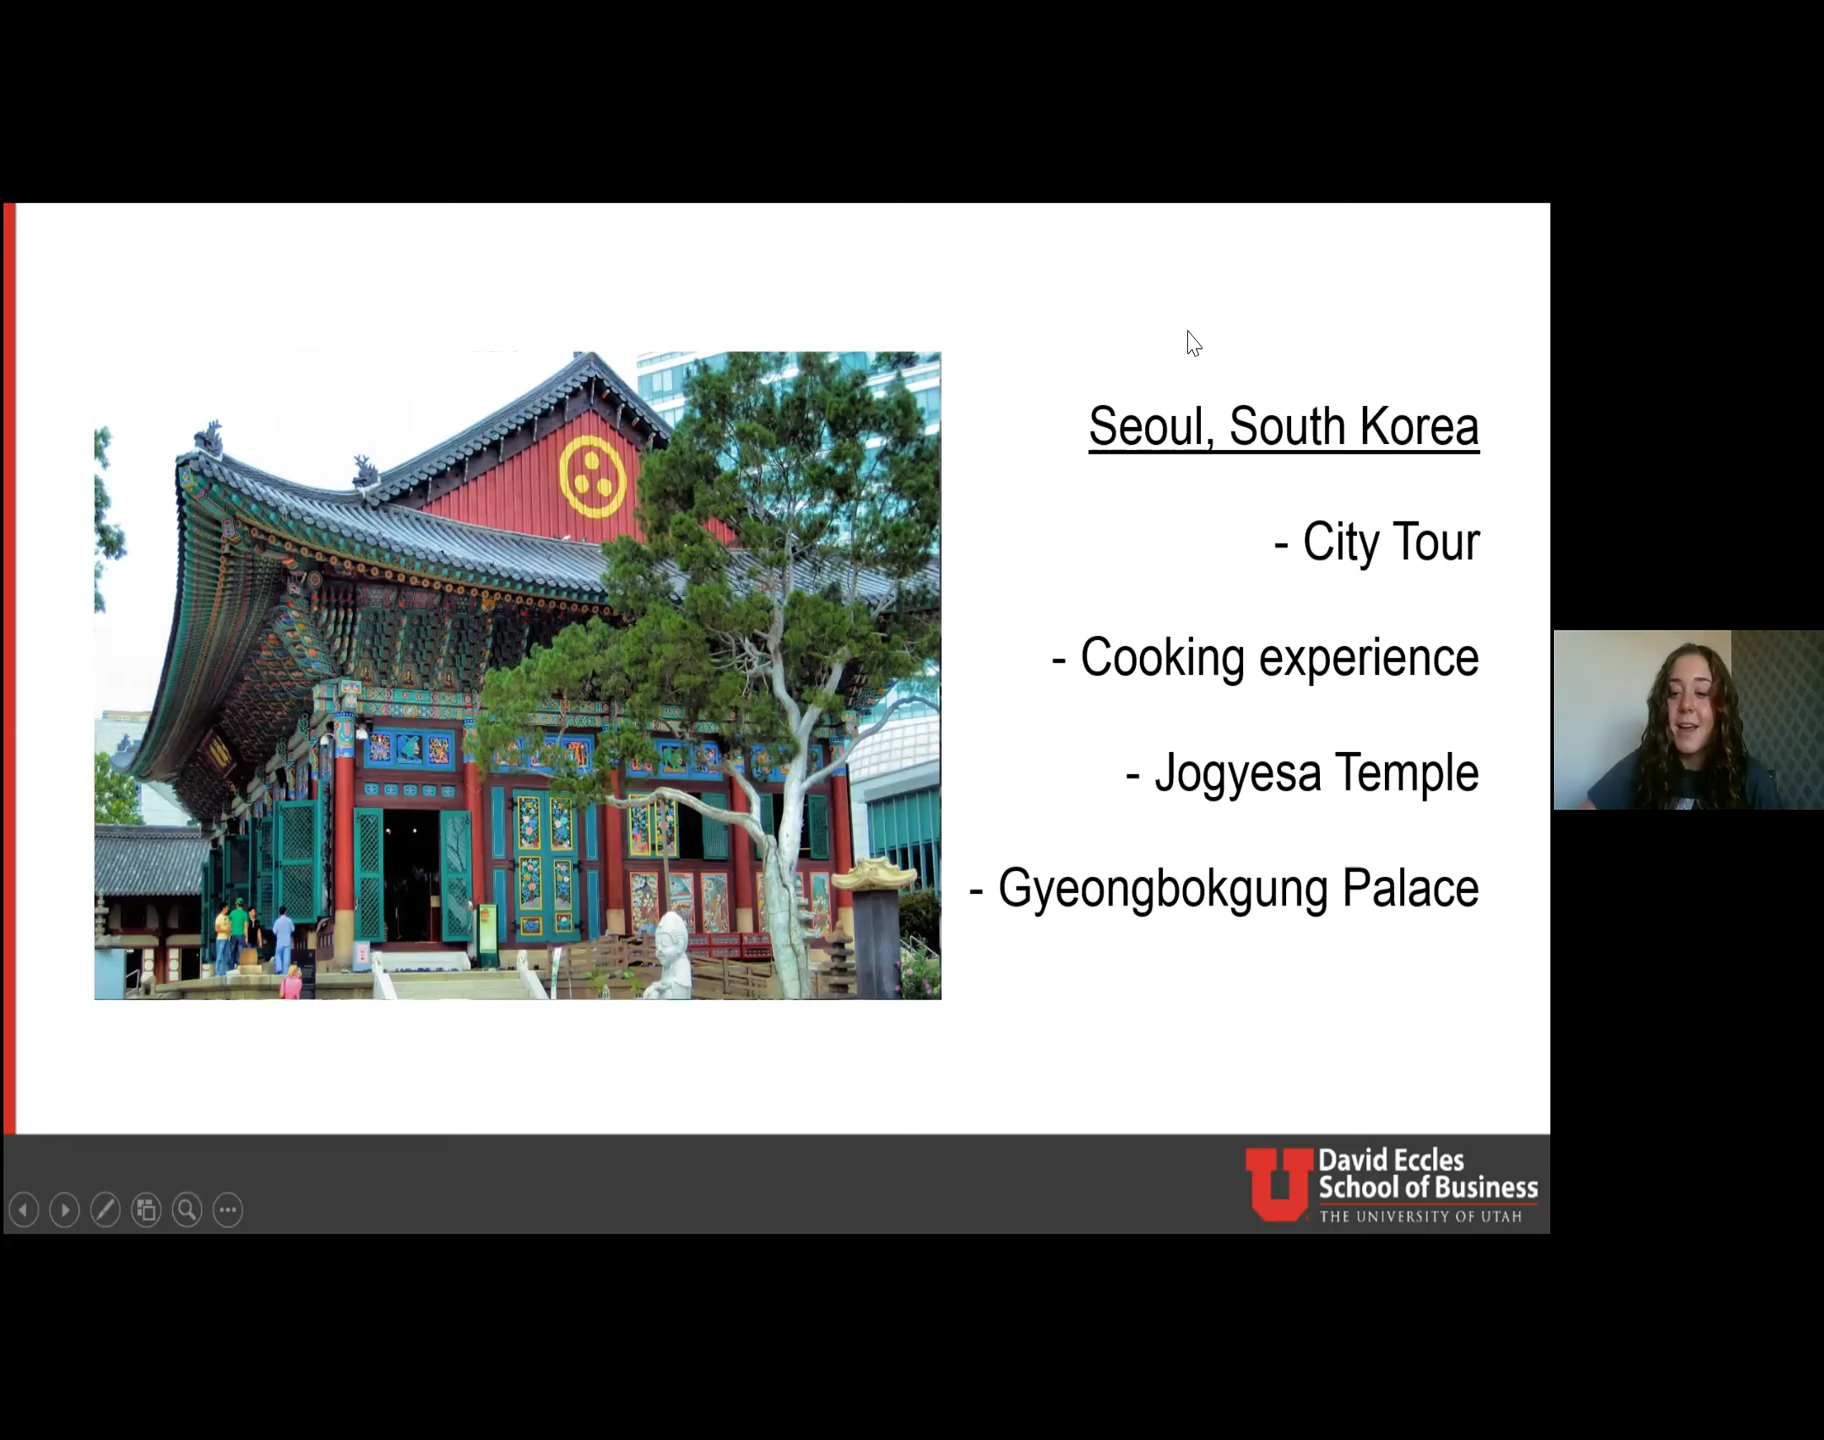 Seoul, South Korea
- City Tour
- Cooking experience
- Jogyesa Temple
- Gyeongbokgung Palace
U David Eccles
School of Business
THE UNIVERSITY OF UTAH